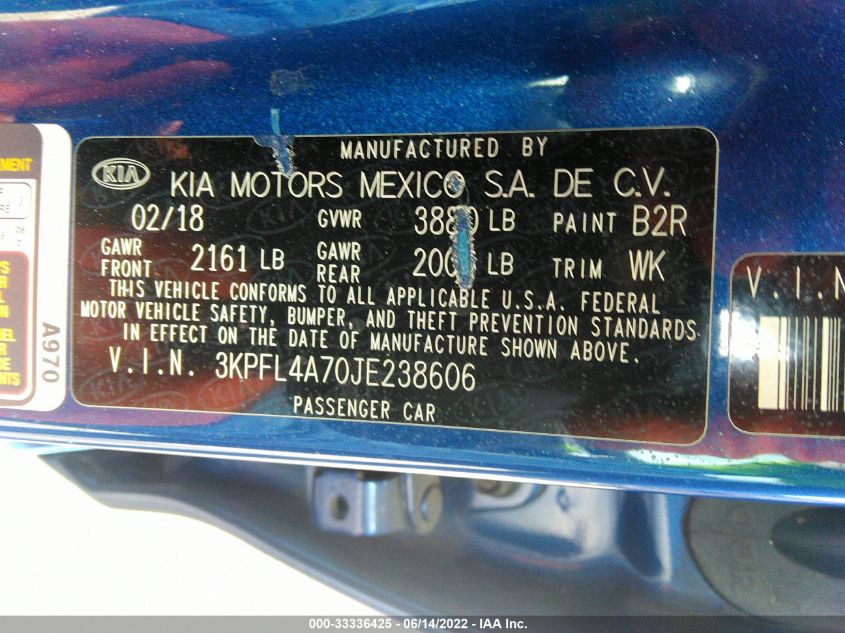 MANUFACTURED BY
KIA KIA MOTORS MEXICO S.A. DE C.V.
02/18 GVWR LB PAINT B2R
GAWR FRONT 2161 LB GAWR REAR LB TRIM WK
THIS VEHICLE CONFORMS TO ALL APPLICABLE U.S.A. FEDERAL
MOTOR VEHICLE SAFETY, BUMPER, AND THEFT PREVENTION STANDARDS
IN EFFECT ON THE DATE OF MANUFACTURE SHOWN ABOVE.
V.I.N. 3KPFL4A70JE238606
PASSENGER CAR
A970
V.I.N
000-33336425 - 06/14/2022 - IAA Inc.